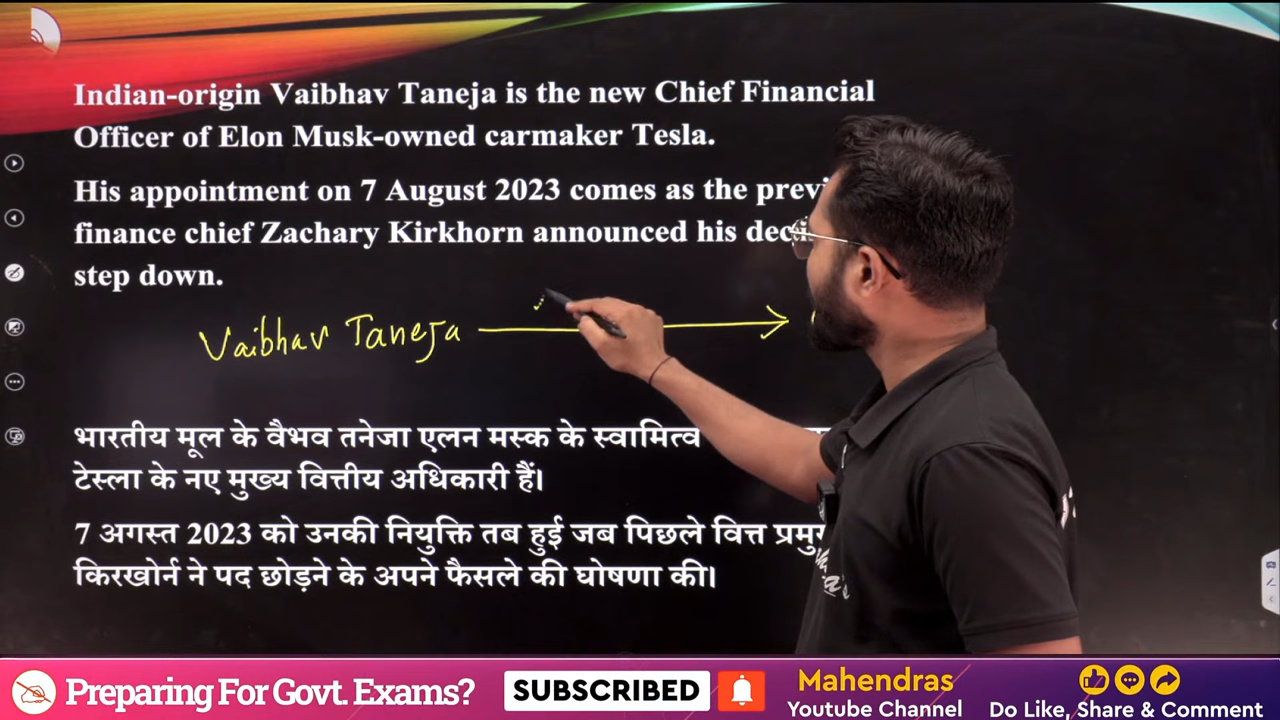 Indian-origin Vaibhav Taneja is the new Chief Financial
Officer of Elon Musk-owned carmaker Tesla.
His appointment on 7 August 2023 comes as the
finance chief Zachary Kirkhorn announced his
step down.
Vaibhav Taneja
भारतीय मूल के वैभव तनेजा एलन मस्क के स्वामित्व
टेस्ला के नए मुख्य वित्तीय अधिकारी हैं।
7 अगस्त 2023 को उनकी नियुक्ति तब हुई जब पिछले वित्त
किरखोर्न ने पद छोड़ने के अपने फैसले की घोषणा की।
Preparing For Govt. Exams?
SUBSCRIBED
Mahendras
Youtube Channel
Do Like, Share & Comment